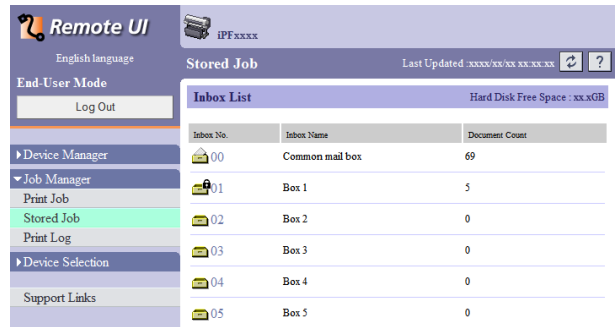 Remote UI
English language
End-User Mode
Log Out
Device Manager
Job Manager
Print Job
Stored Job
Print Log
Device Selection
Support Links
iPFxxxx
Stored Job
Last Updated :xxxx/xx/xx xx:xx:xx ?
Inbox List Hard Disk Free Space : xx.xGB
Inbox No. Inbox Name Document Count
00 Common mail box 69
01 Box 1 5
02 Box 2 0
03 Box 3 0
04 Box 4 0
05 Box 5 0